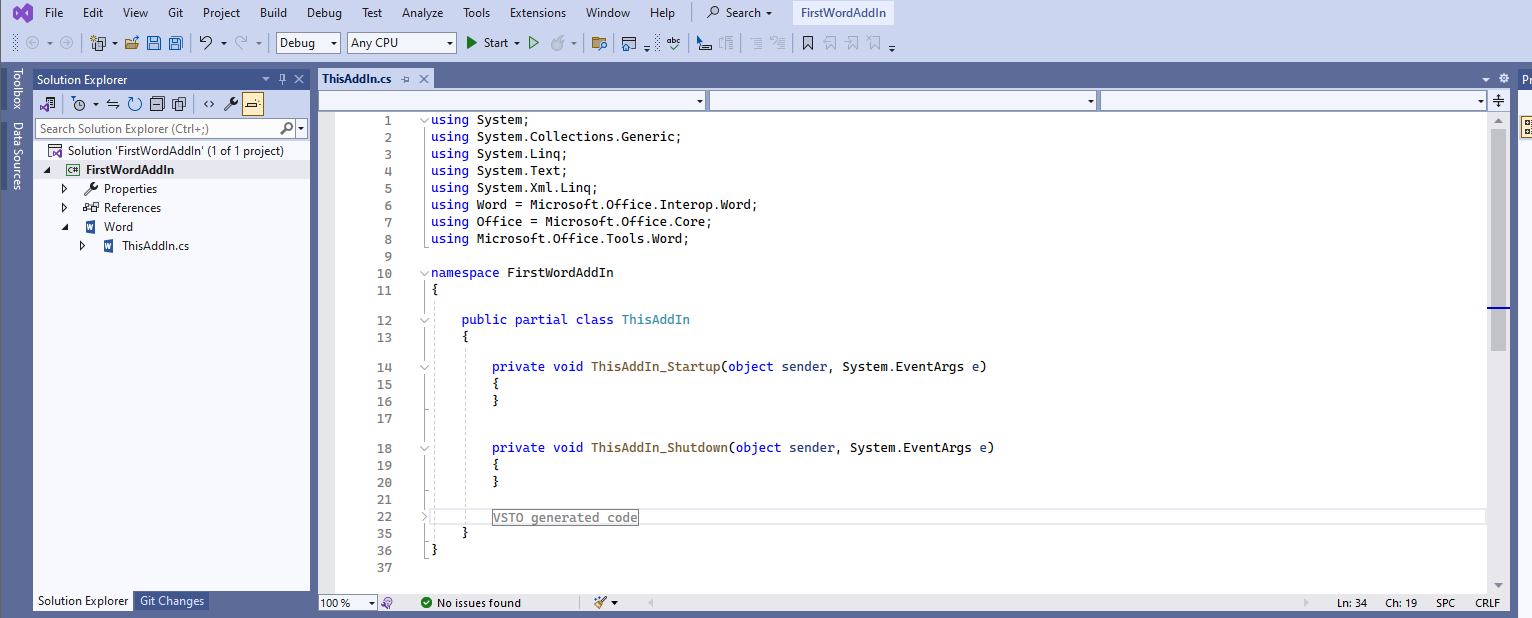 File Edit View Git Project Build Debug Test Analyze Tools Extensions Window Help Search FirstWordAddIn
Debug Any CPU Start abc
Toolbox
Data Sources
Solution Explorer
Search Solution Explorer (Ctrl+;)
Solution 'FirstWordAddIn' (1 of 1 project)
C# FirstWordAddIn
Properties
References
Word
ThisAddIn.cs
Solution Explorer Git Changes
ThisAddIn.cs
Pr
1 using System;
2 using System.Collections.Generic;
3 using System.Linq;
4 using System.Text;
5 using System.Xml.Linq;
6 using Word = Microsoft.Office.Interop.Word;
7 using Office = Microsoft.Office.Core;
8 using Microsoft.Office.Tools.Word;
9
10 namespace FirstWordAddIn
11 {
12 public partial class ThisAddIn
13 {
14 private void ThisAddIn_Startup(object sender, System.EventArgs e)
15 {
16 }
17
18 private void ThisAddIn_Shutdown(object sender, System.EventArgs e)
19 {
20 }
21
22 VSTO generated code
35 }
36 }
37
100 % No issues found Ln: 34 Ch: 19 SPC CRLF